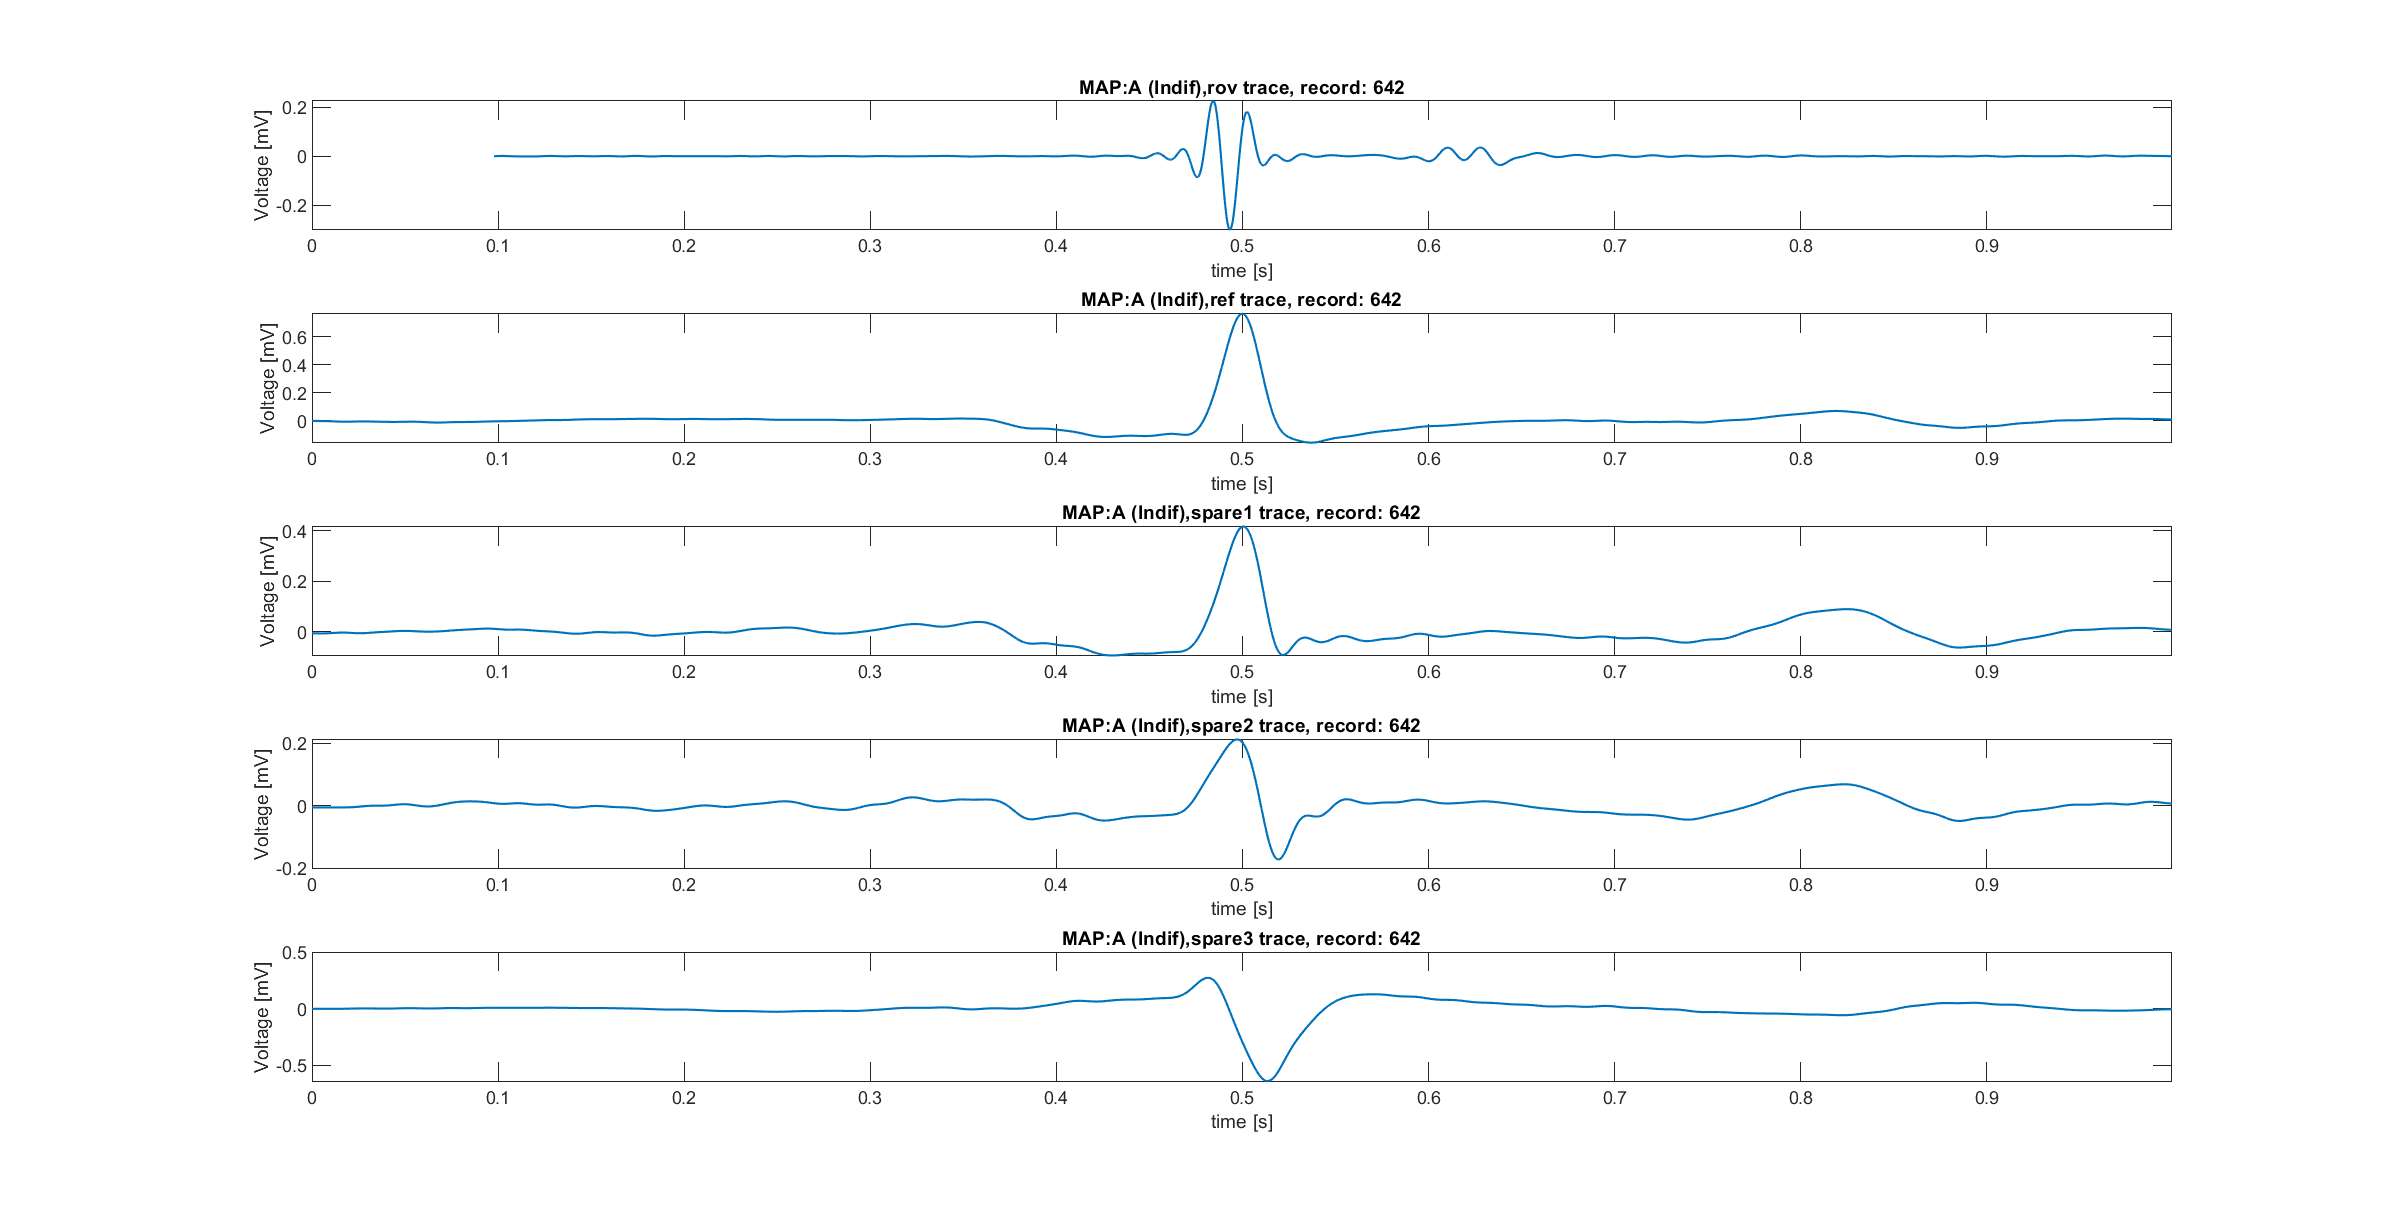 MAP:A (Indif),rov trace, record: 642
Voltage [mV]
0.2
0
-0.2
0 0.1 0.2 0.3 0.4 0.5 0.6 0.7 0.8 0.9
time [s]
MAP:A (Indif),ref trace, record: 642
Voltage [mV]
0.6
0.4
0.2
0
0 0.1 0.2 0.3 0.4 0.5 0.6 0.7 0.8 0.9
time [s]
MAP:A (Indif),spare1 trace, record: 642
Voltage [mV]
0.4
0.2
0
0 0.1 0.2 0.3 0.4 0.5 0.6 0.7 0.8 0.9
time [s]
MAP:A (Indif),spare2 trace, record: 642
Voltage [mV]
0.2
0
-0.2
0 0.1 0.2 0.3 0.4 0.5 0.6 0.7 0.8 0.9
time [s]
MAP:A (Indif),spare3 trace, record: 642
Voltage [mV]
0.5
0
-0.5
0 0.1 0.2 0.3 0.4 0.5 0.6 0.7 0.8 0.9
time [s]